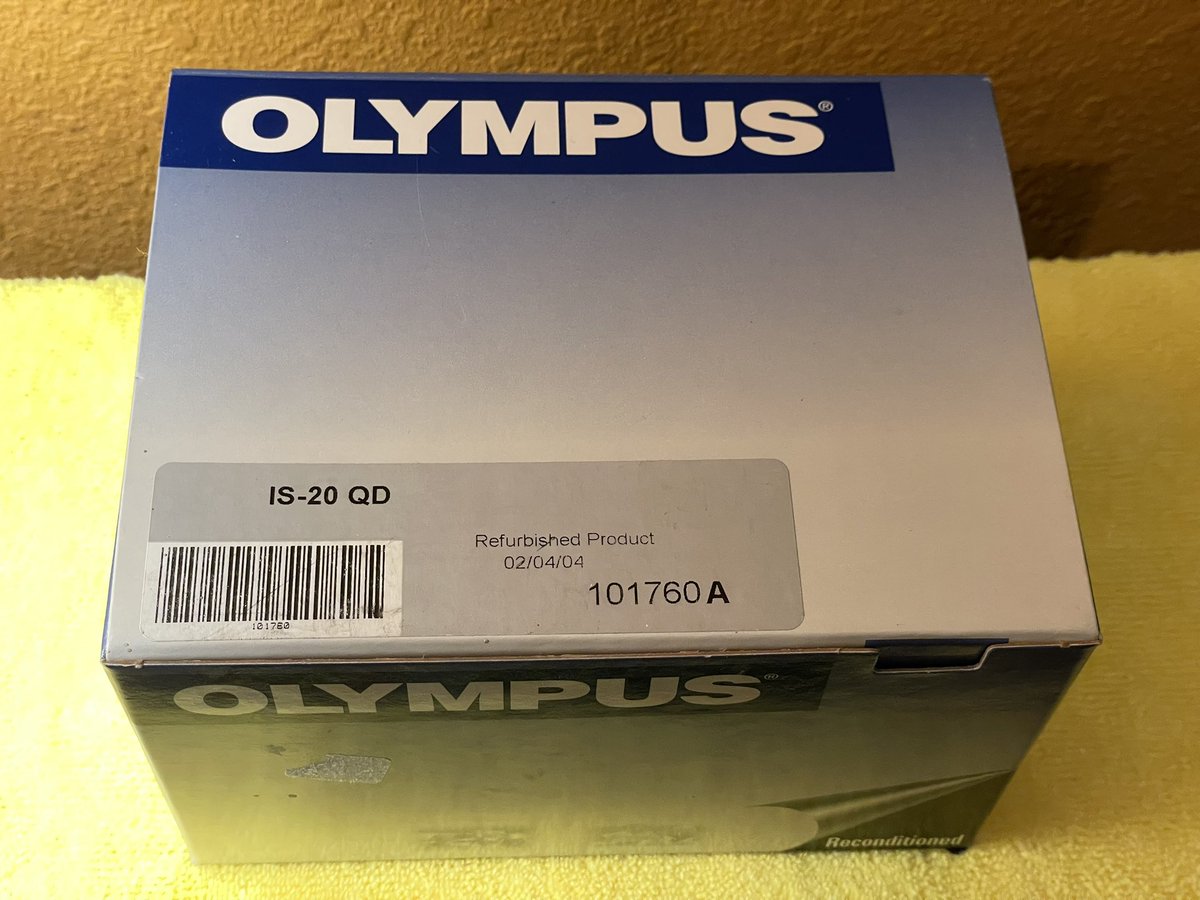 OLYMPUS®
IS-20 QD
Refurbished Product
02/04/04
101760 A
101760
OLYMPUS®
Reconditioned